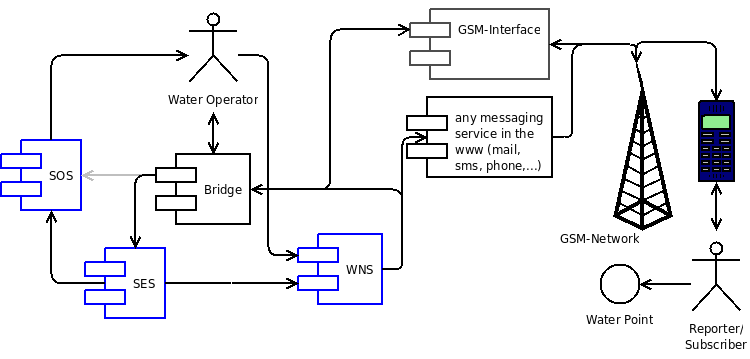 GSM-Interface
Water Operator
any messaging
service in the
www (mail,
sms, phone,...)
SOS
Bridge
GSM-Network
SES
WNS
Water Point
Reporter/
Subscriber